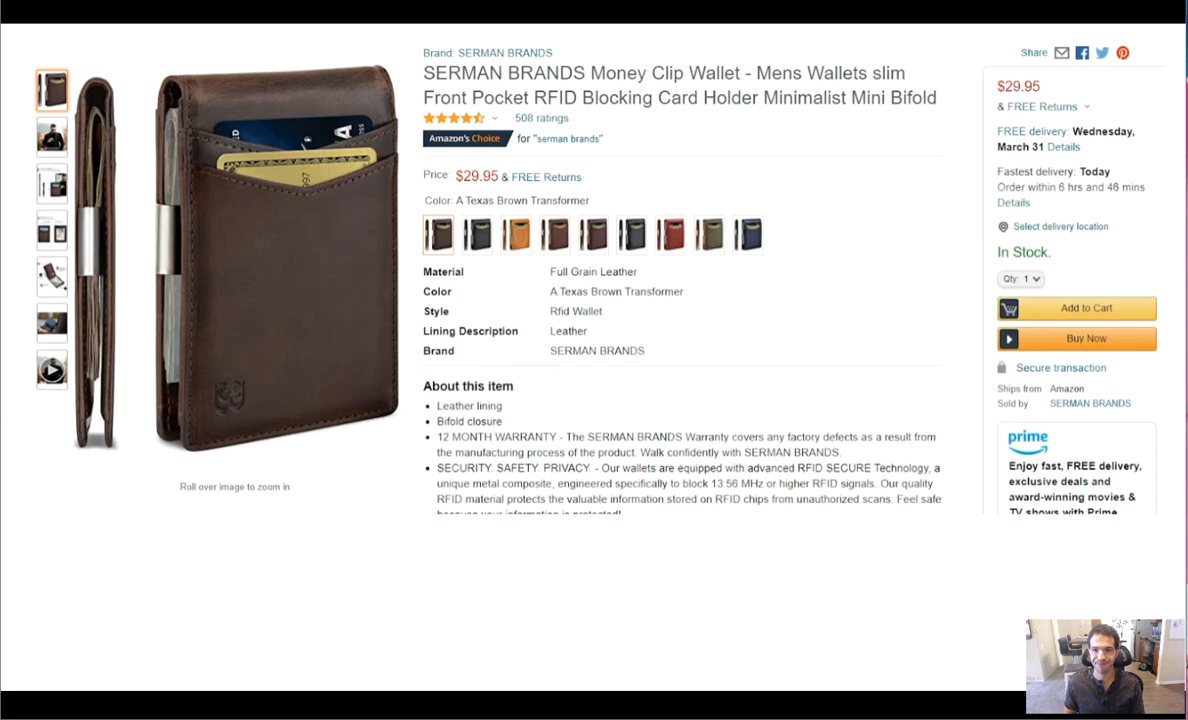 Brand: SERMAN BRANDS
SERMAN BRANDS Money Clip Wallet - Mens Wallets slim
Front Pocket RFID Blocking Card Holder Minimalist Mini Bifold
508 ratings
Amazon's Choice for "serman brands"
Price: $29.95 & FREE Returns
Color: A Texas Brown Transformer
Material Full Grain Leather
Color A Texas Brown Transformer
Style Rfid Wallet
Lining Description Leather
Brand SERMAN BRANDS
About this item
• Leather lining
• Bifold closure
• 12 MONTH WARRANTY - The SERMAN BRANDS Warranty covers any factory defects as a result from
the manufacturing process of the product. Walk confidently with SERMAN BRANDS.
• SECURITY. SAFETY. PRIVACY. - Our wallets are equipped with advanced RFID SECURE Technology, a
unique metal composite, engineered specifically to block 13.56 MHz or higher RFID signals. Our quality
RFID material protects the valuable information stored on RFID chips from unauthorized scans. Feel safe
because your information is protected!
Roll over image to zoom in
Share
$29.95
& FREE Returns
FREE delivery: Wednesday,
March 31 Details
Fastest delivery: Today
Order within 6 hrs and 46 mins
Details
Select delivery location
In Stock.
Qty: 1
Add to Cart
Buy Now
Secure transaction
Ships from Amazon
Sold by SERMAN BRANDS
prime
Enjoy fast, FREE delivery,
exclusive deals and
award-winning movies &
TV shows with Prime